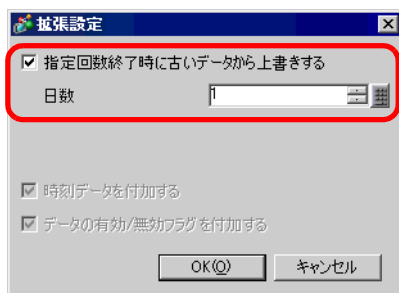 拡張設定
指定回数終了時に古いデータから上書きする
日数 1
時刻データを付加する
データの有効/無効フラグを付加する
OK(O) キャンセル